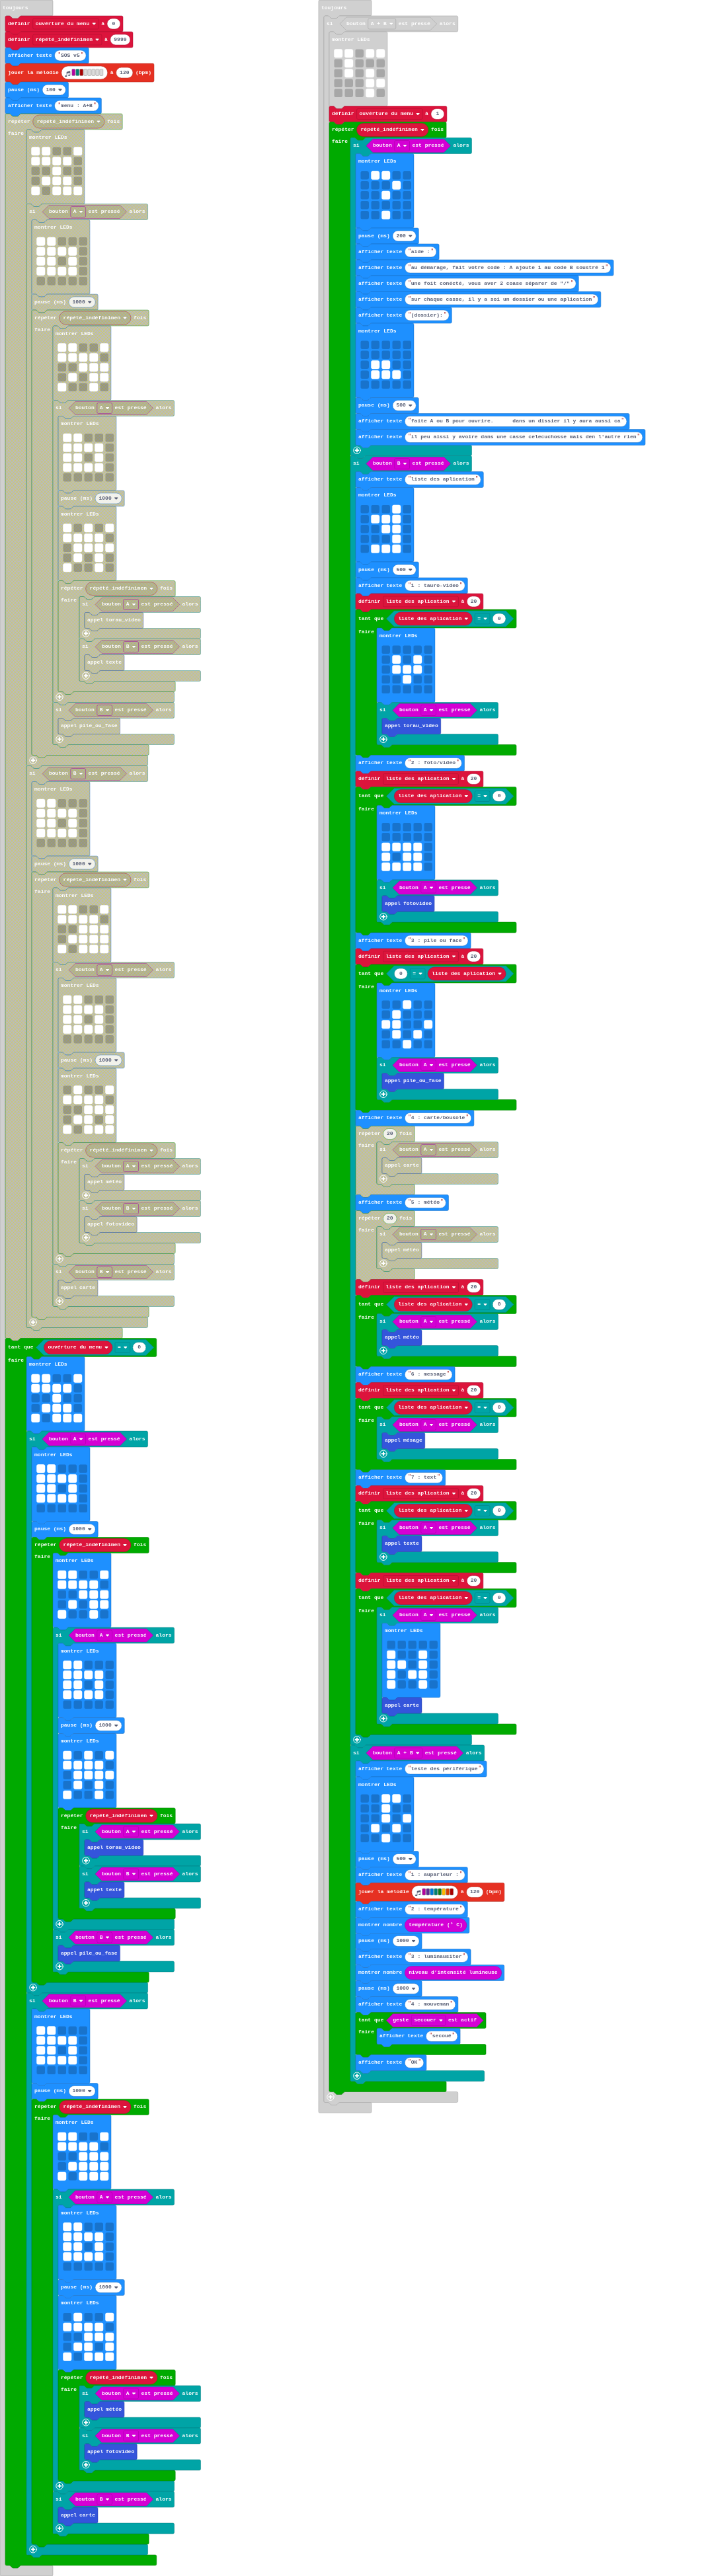 toujours
définir ouvérture du menu à 0
définir répété_indéfinimen à 9999
afficher texte "SOS v5"
jouer la mélodie à 120 (bpm)
pause (ms) 100
afficher texte "menu : A+B"
répéter répété_indéfinimen fois
faire
montrer LEDs
si bouton A est pressé alors
montrer LEDs
pause (ms) 1000
répéter répété_indéfinimen fois
faire
montrer LEDs
si bouton A est pressé alors
montrer LEDs
pause (ms) 1000
montrer LEDs
répéter répété_indéfinimen fois
faire
si bouton A est pressé alors
appel torau_video
si bouton B est pressé alors
appel texte
si bouton B est pressé alors
appel pile_ou_fase
si bouton B est pressé alors
montrer LEDs
pause (ms) 1000
répéter répété_indéfinimen fois
faire
montrer LEDs
si bouton A est pressé alors
montrer LEDs
pause (ms) 1000
montrer LEDs
répéter répété_indéfinimen fois
faire
si bouton A est pressé alors
appel météo
si bouton B est pressé alors
appel fotovideo
si bouton B est pressé alors
appel carte
tant que ouvérture du menu = 0
faire
montrer LEDs
si bouton A est pressé alors
montrer LEDs
pause (ms) 1000
répéter répété_indéfinimen fois
faire
montrer LEDs
si bouton A est pressé alors
montrer LEDs
pause (ms) 1000
montrer LEDs
répéter répété_indéfinimen fois
faire
si bouton A est pressé alors
appel torau_video
si bouton B est pressé alors
appel texte
si bouton B est pressé alors
appel pile_ou_fase
si bouton B est pressé alors
montrer LEDs
pause (ms) 1000
répéter répété_indéfinimen fois
faire
montrer LEDs
si bouton A est pressé alors
montrer LEDs
pause (ms) 1000
montrer LEDs
répéter répété_indéfinimen fois
faire
si bouton A est pressé alors
appel météo
si bouton B est pressé alors
appel fotovideo
si bouton B est pressé alors
appel carte
toujours
si bouton A + B est pressé alors
montrer LEDs
définir ouvérture du menu à 1
répéter répété_indéfinimen fois
faire
si bouton A est pressé alors
montrer LEDs
pause (ms) 200
afficher texte "aide :"
afficher texte "au démarage, fait votre code : A ajoute 1 au code B soustré 1"
afficher texte "une foit conécté, vous aver 2 coase séparer de "/""
afficher texte "sur chaque casse, il y a soi un dossier ou une aplication"
afficher texte "(dossier):"
montrer LEDs
pause (ms) 500
afficher texte "faite A ou B pour ouvrire. dans un dissier il y aura aussi ca"
afficher texte "il peu aissi y avoire dans une casse celecuchosse mais den l'autre rien"
si bouton B est pressé alors
afficher texte "liste des aplication"
montrer LEDs
pause (ms) 500
afficher texte "1 : tauro-video"
définir liste des aplication à 20
tant que liste des aplication = 0
faire
montrer LEDs
si bouton A est pressé alors
appel torau_video
afficher texte "2 : foto/video"
définir liste des aplication à 20
tant que liste des aplication = 0
faire
montrer LEDs
si bouton A est pressé alors
appel fotovideo
afficher texte "3 : pile ou face"
définir liste des aplication à 20
tant que 0 = liste des aplication
faire
montrer LEDs
si bouton A est pressé alors
appel pile_ou_fase
afficher texte "4 : carte/bousole"
répéter 20 fois
faire
si bouton A est pressé alors
appel carte
afficher texte "5 : météo"
répéter 20 fois
faire
si bouton A est pressé alors
appel météo
définir liste des aplication à 20
tant que liste des aplication = 0
faire
si bouton A est pressé alors
appel météo
afficher texte "6 : message"
définir liste des aplication à 20
tant que liste des aplication = 0
faire
si bouton A est pressé alors
appel mesage
afficher texte "7 : text"
définir liste des aplication à 20
tant que liste des aplication = 0
faire
si bouton A est pressé alors
appel texte
définir liste des aplication à 20
tant que liste des aplication = 0
faire
si bouton A est pressé alors
montrer LEDs
appel carte
si bouton A + B est pressé alors
afficher texte "teste des périférique"
montrer LEDs
pause (ms) 500
afficher texte "1 : auparleur :"
jouer la mélodie à 120 (bpm)
afficher texte "2 : température"
montrer nombre température (° C)
pause (ms) 1000
afficher texte "3 : luminausiter"
montrer nombre niveau d'intensité lumineuse
pause (ms) 1000
afficher texte "4 : mouveman"
tant que geste secouer est actif
faire
afficher texte "secoué"
afficher texte "OK"